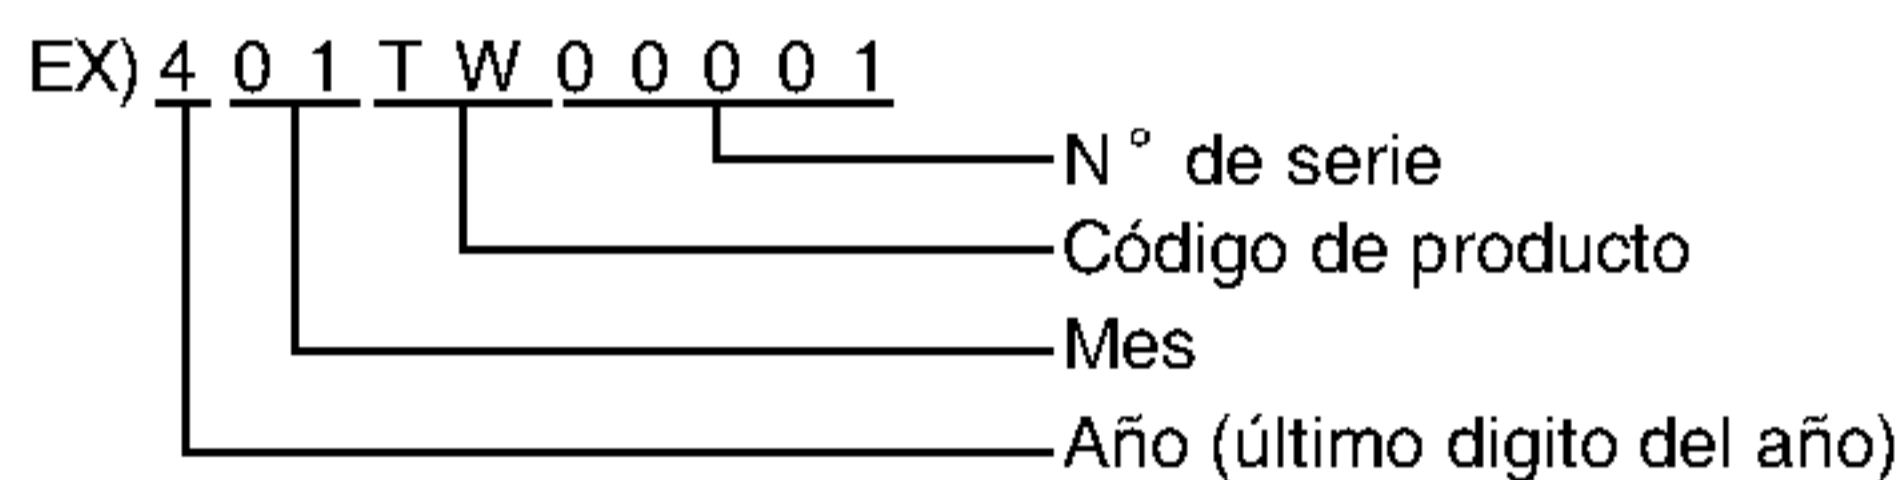 EX) 4 0 1 T W 0 0 0 0 1
N° de serie
Código de producto
Mes
Año (último digito del año)